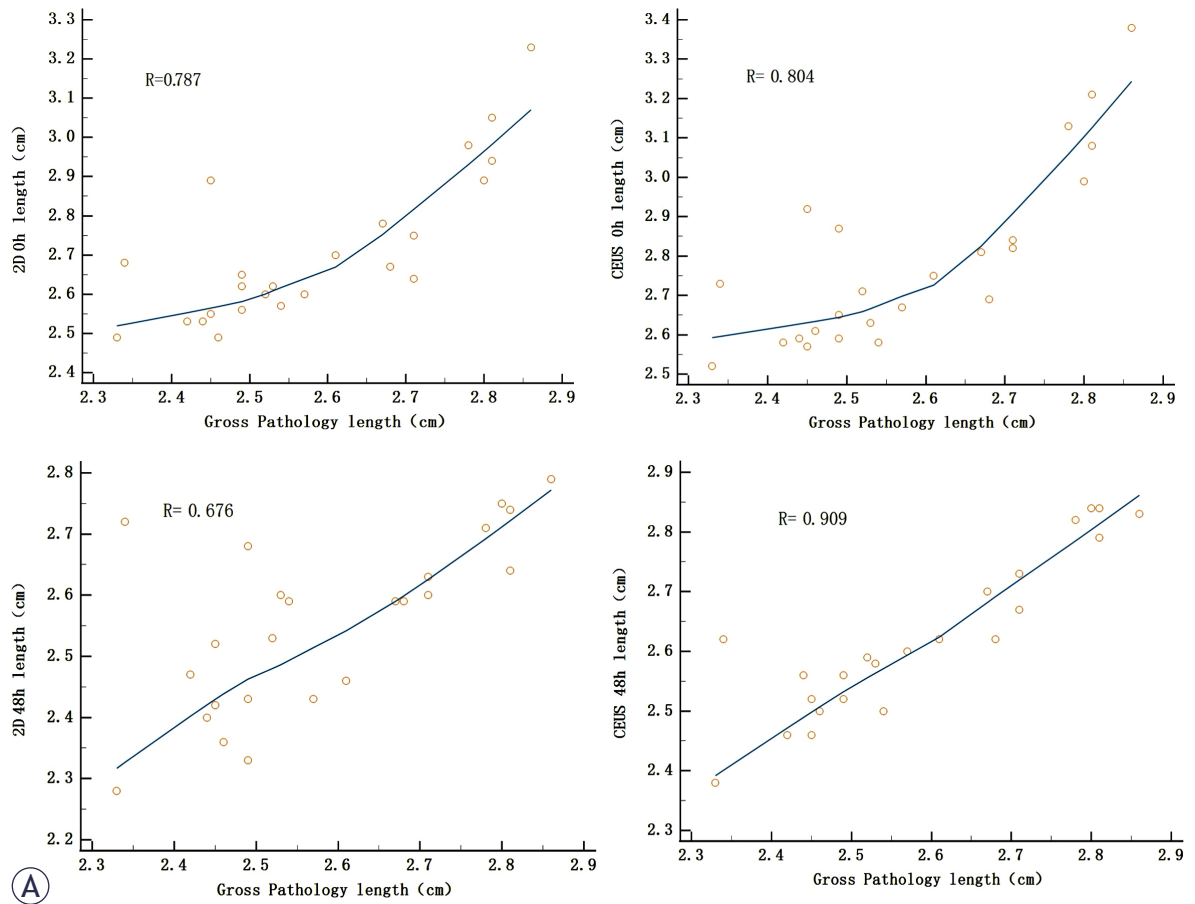 3.3
3.2
3.1
3.0
2.9
2.8
2.7
2.6
2.5
2.4
2D 0h length (cm)
R=0.787
2.3 2.4 2.5 2.6 2.7 2.8 2.9
Gross Pathology length (cm)
3.4
3.3
3.2
3.1
3.0
2.9
2.8
2.7
2.6
2.5
CEUS 0h length (cm)
R= 0.804
2.3 2.4 2.5 2.6 2.7 2.8 2.9
Gross Pathology length (cm)
2.8
2.7
2.6
2.5
2.4
2.3
2.2
2D 48h length (cm)
R= 0.676
2.3 2.4 2.5 2.6 2.7 2.8 2.9
Gross Pathology length (cm)
2.9
2.8
2.7
2.6
2.5
2.4
2.3
CEUS 48h length (cm)
R= 0.909
2.3 2.4 2.5 2.6 2.7 2.8 2.9
Gross Pathology length (cm)
A